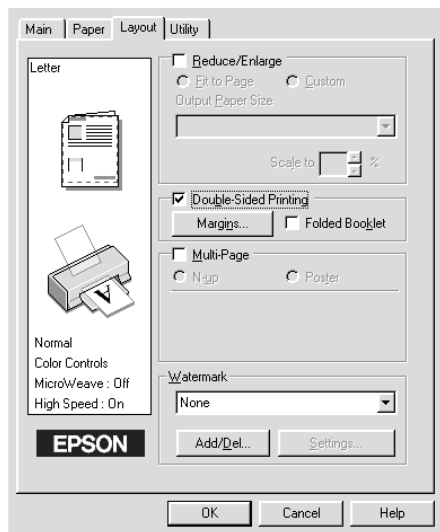 Main Paper Layout Utility
Letter
Normal
Color Controls
MicroWeave : Off
High Speed : On
EPSON
Reduce/Enlarge
Fit to Page Custom
Output Paper Size
Scale to %
Double-Sided Printing
Margins... Folded Booklet
Multi-Page
N-up Poster
Watermark
None
Add/Del... Settings...
OK Cancel Help